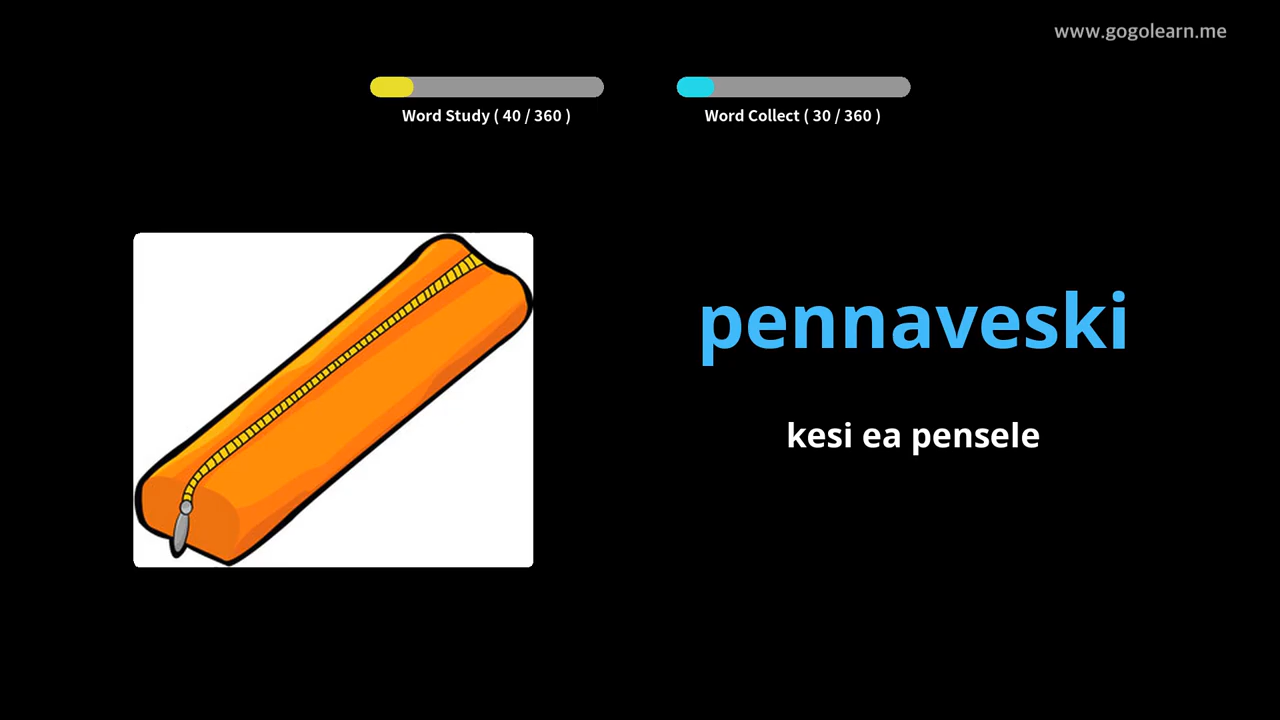 www.gogolearn.me
Word Study ( 40 / 360 )
Word Collect ( 30 / 360 )
pennaveski
kesi ea pensele